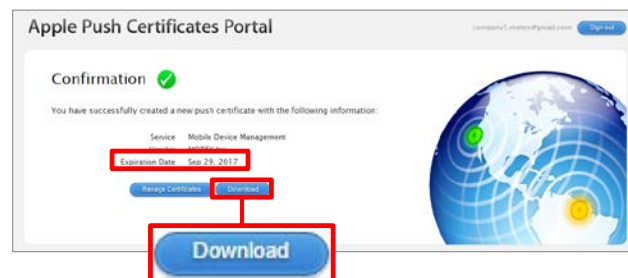 Apple Push Certificates Portal
Sign out
Confirmation
You have successfully created a new push certificate with the following information:
Service Mobile Device Management
Expiration Date Sep 29, 2017
Manage Certificates Download
Download